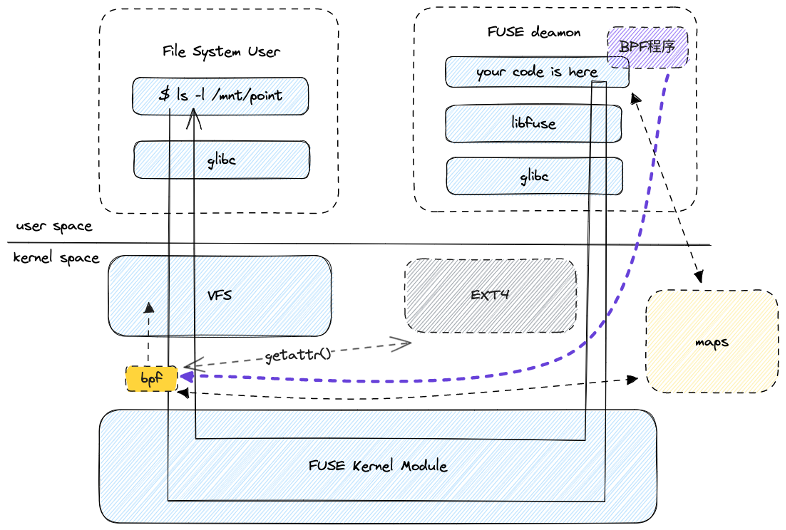 File System User
$ ls -l /mnt/point
glibc
FUSE deamon
BPF程序
your code is here
libfuse
glibc
user space
kernel space
VFS
EXT4
maps
getattr()
bpf
FUSE Kernel Module